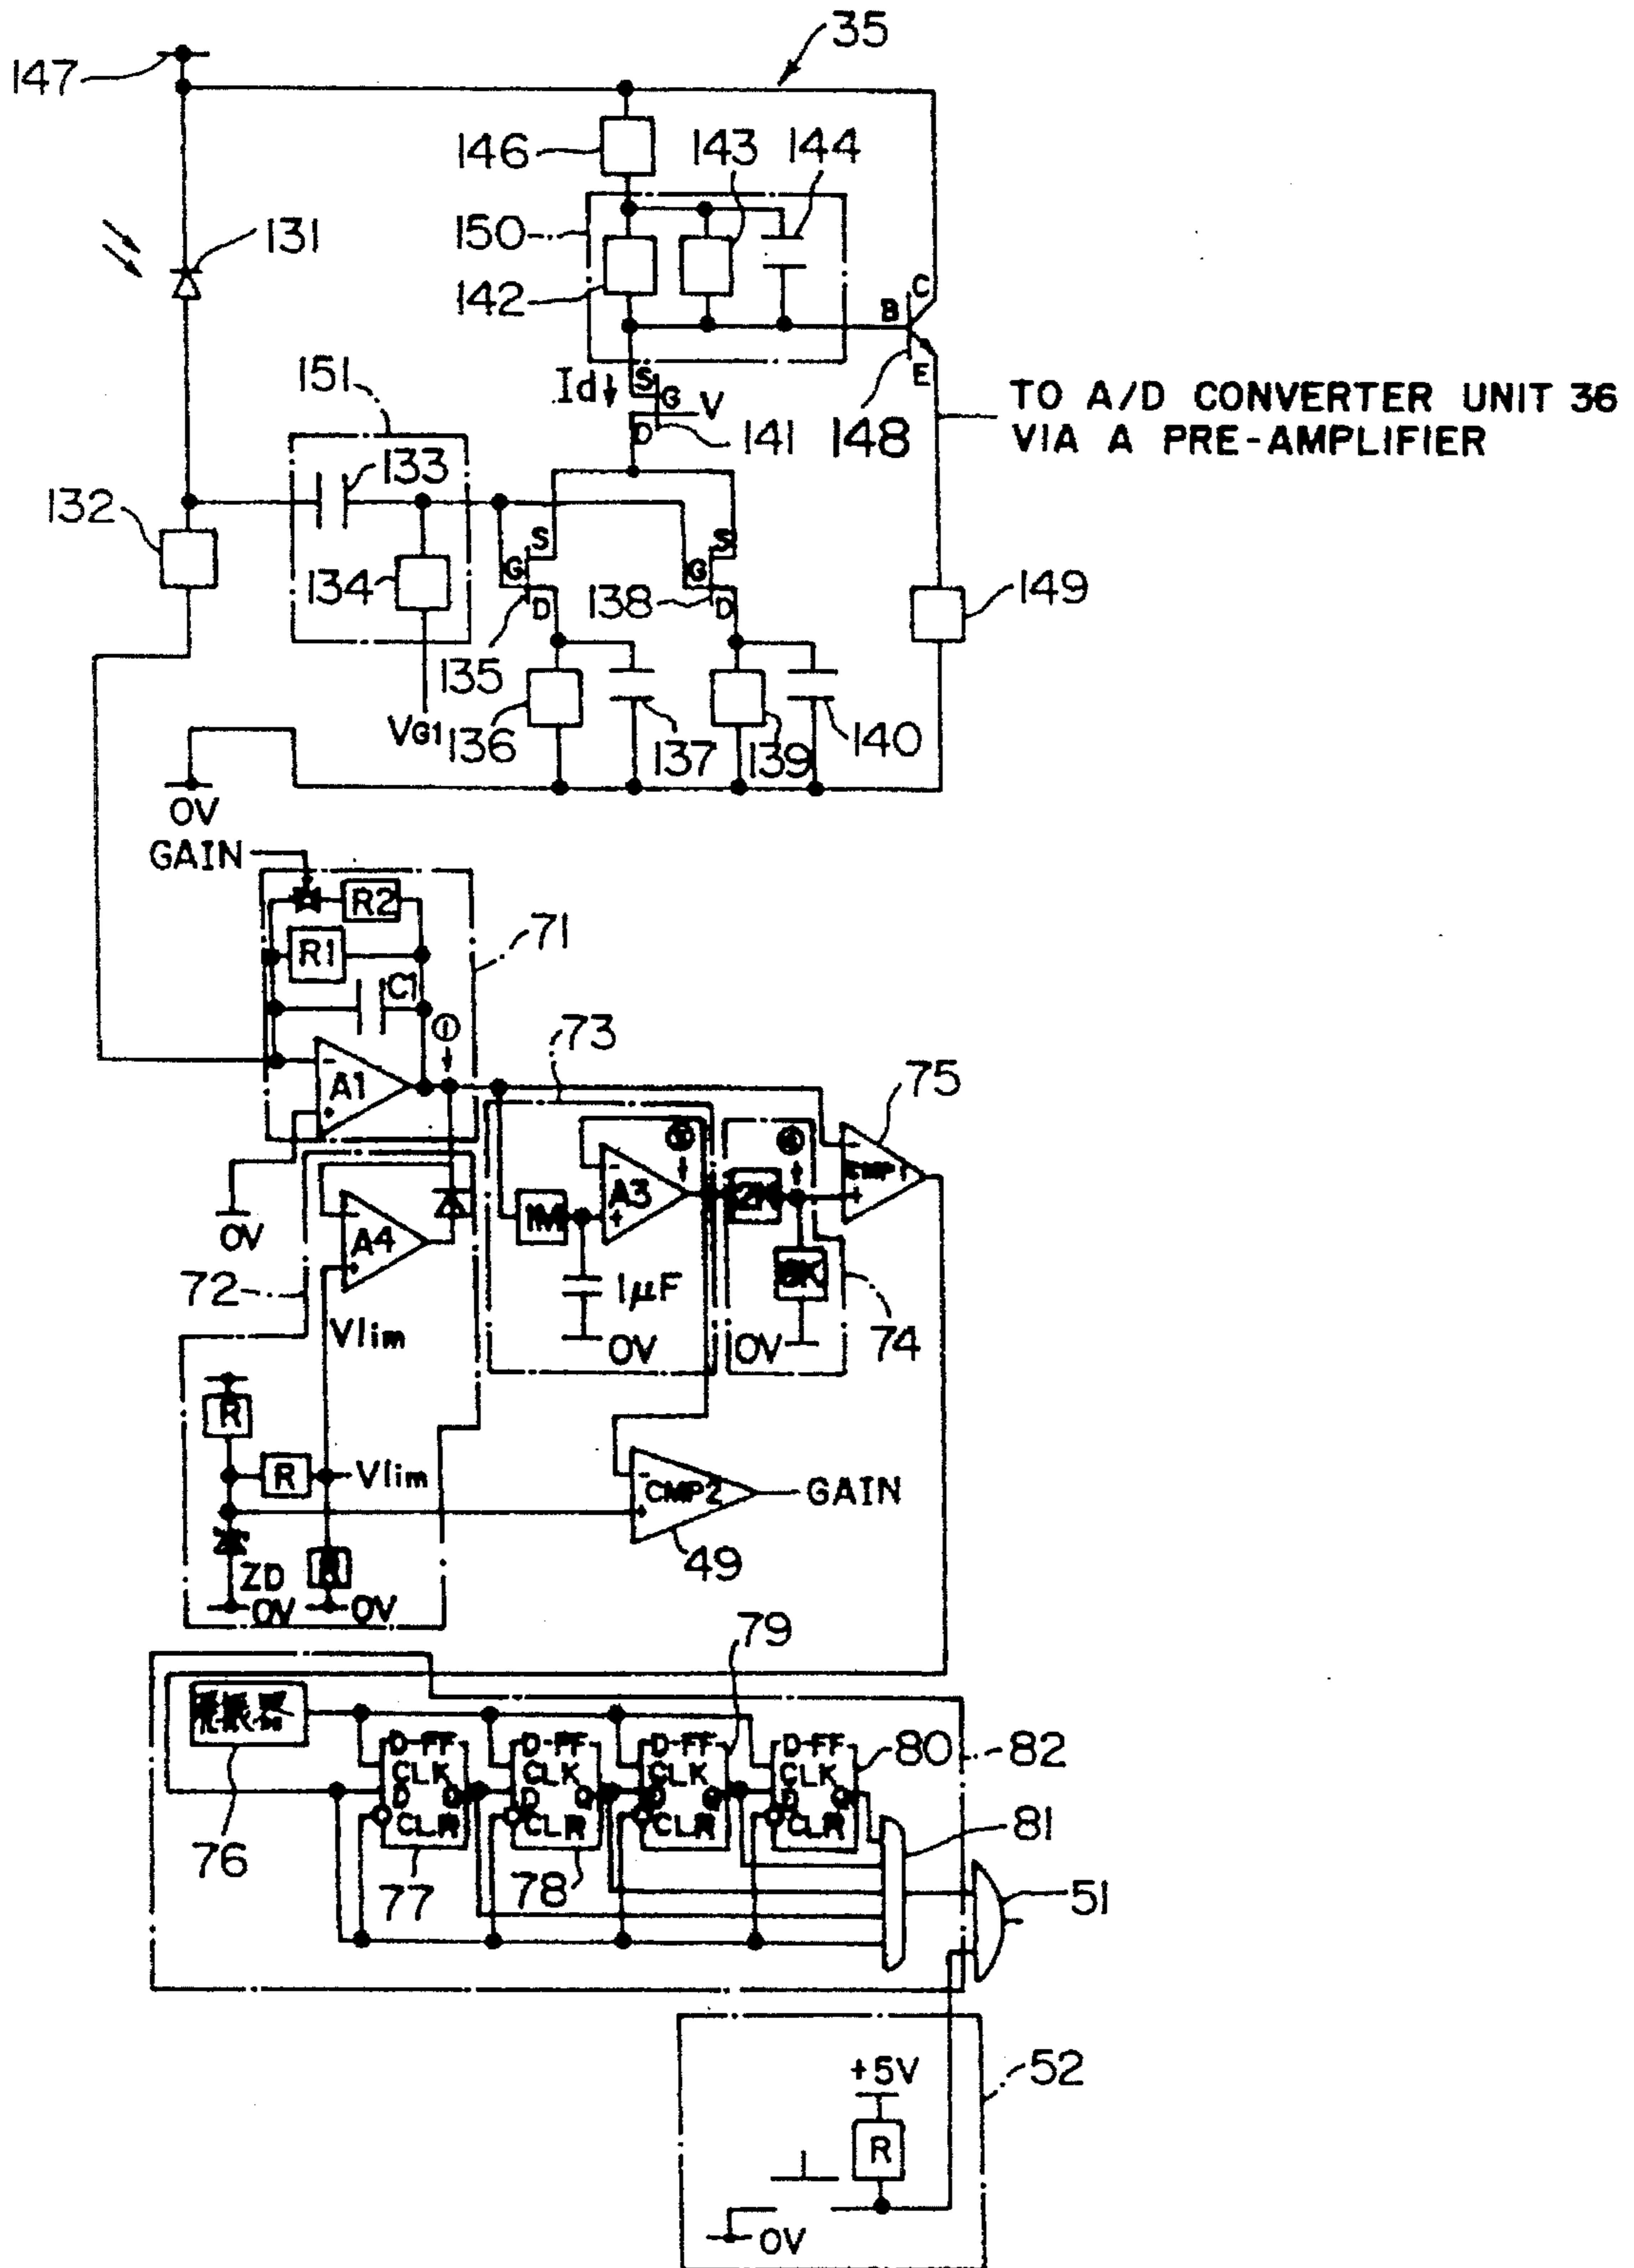 35
147
146
143
144
131
150
142
C
B
E
148
TO A/D CONVERTER UNIT 36
VIA A PRE-AMPLIFIER
151
Id
S
G
V
D
141
133
132
134
S
G
D
S
G
D
138
149
135
VG1
136
137
139
140
0V
GAIN
R2
71
R1
C1
①
73
A1
-
+
75
0V
A4
-
+
72
1M
A3
-
+
2K
CMP1
-
+
1μF
0V
0V
74
Vlim
R
R
Vlim
CMP2
-
+
GAIN
49
ZD
0V
R
0V
79
76
D-FF
CLK
D
Q
CLR
77
D-FF
CLK
D
Q
CLR
78
D-FF
CLK
D
Q
CLR
D-FF
CLK
D
Q
CLR
80
82
81
51
+5V
52
R
0V